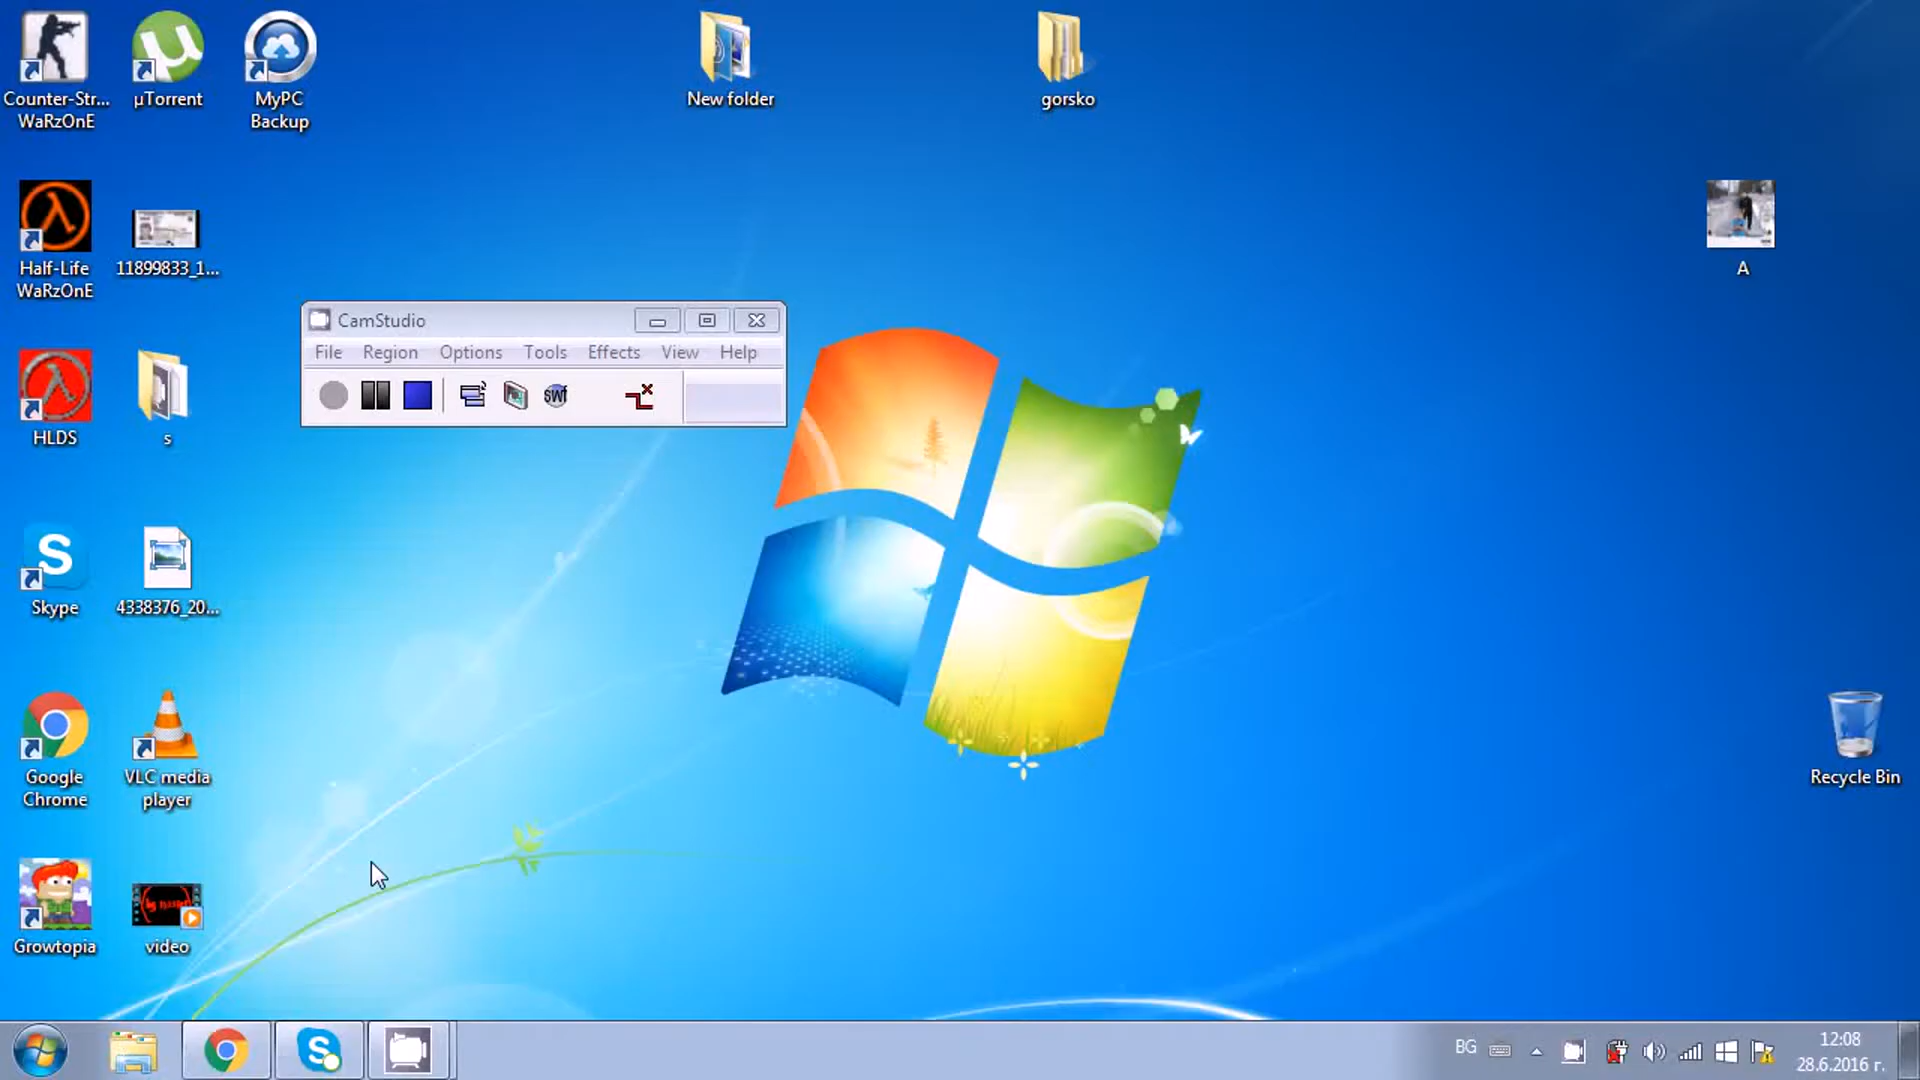 Counter-Str...
WaRzOnE
µTorrent
MyPC
Backup
New folder
gorsko
Half-Life
WaRzOnE
11899833_1...
A
CamStudio
File Region Options Tools Effects View Help
swf
HLDS
s
Skype
4338376_20...
Google
Chrome
VLC media
player
Recycle Bin
Growtopia
video
BG
12:08
28.6.2016 г.